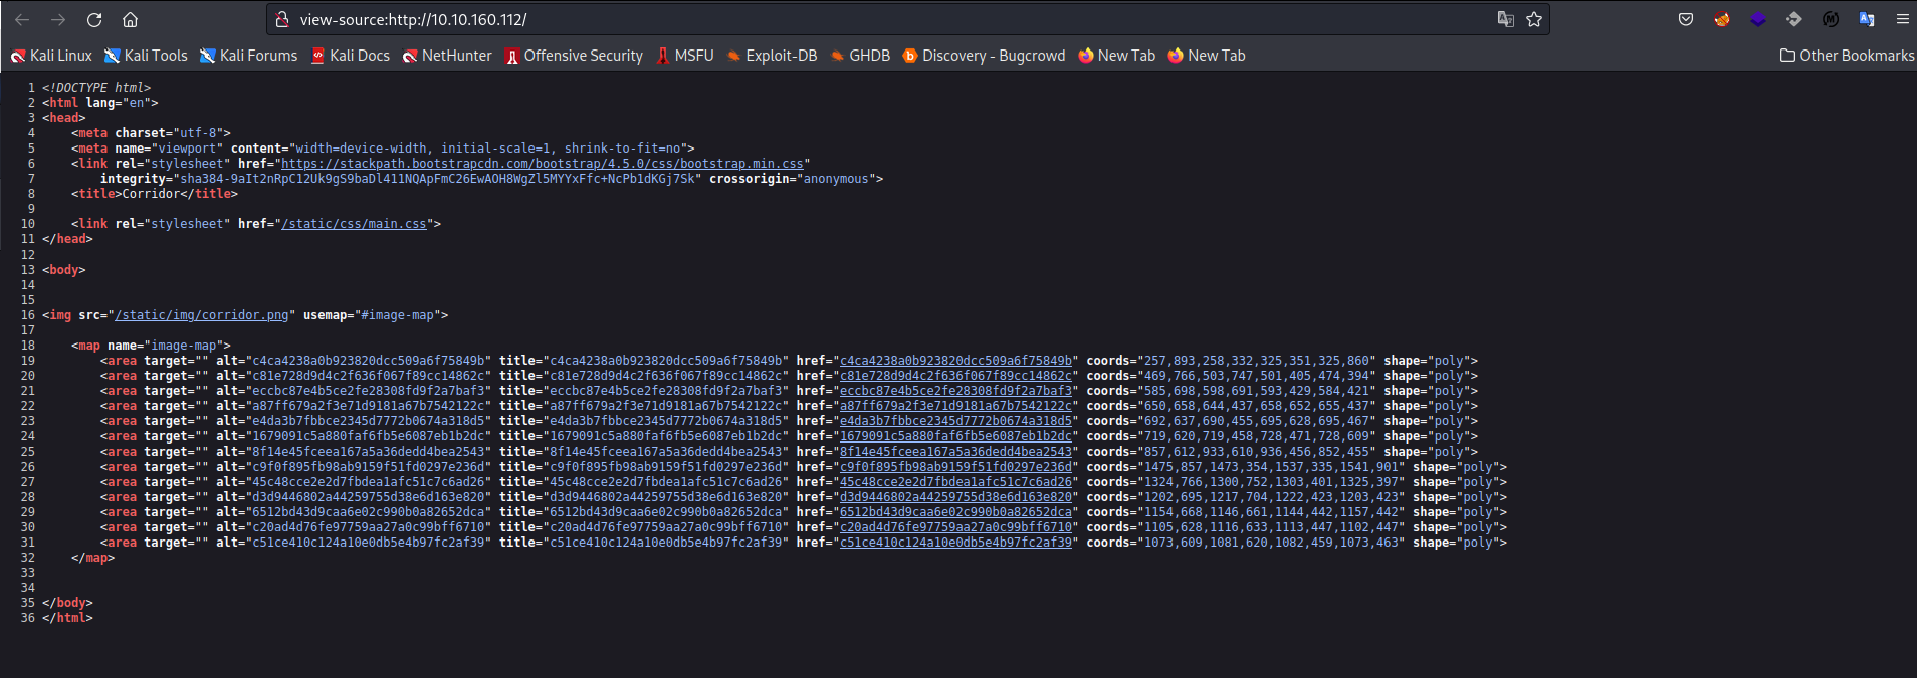 view-source:http://10.10.160.112/
Kali Linux Kali Tools Kali Forums Kali Docs NetHunter Offensive Security MSFU Exploit-DB GHDB Discovery - Bugcrowd New Tab New Tab Other Bookmarks
1 <!DOCTYPE html>
2 <html lang="en">
3 <head>
4 <meta charset="utf-8">
5 <meta name="viewport" content="width=device-width, initial-scale=1, shrink-to-fit=no">
6 <link rel="stylesheet" href="https://stackpath.bootstrapcdn.com/bootstrap/4.5.0/css/bootstrap.min.css"
7 integrity="sha384-9aIt2nRpC12Uk9gS9baDl411NQApFmC26EwAOH8WgZl5MYYxFfc+NcPb1dKGj7Sk" crossorigin="anonymous">
8 <title>Corridor</title>
9
10 <link rel="stylesheet" href="/static/css/main.css">
11 </head>
12
13 <body>
14
15
16 <img src="/static/img/corridor.png" usemap="#image-map">
17
18 <map name="image-map">
19 <area target="" alt="c4ca4238a0b923820dcc509a6f75849b" title="c4ca4238a0b923820dcc509a6f75849b" href="c4ca4238a0b923820dcc509a6f75849b" coords="257,893,258,332,325,351,325,860" shape="poly">
20 <area target="" alt="c81e728d9d4c2f636f067f89cc14862c" title="c81e728d9d4c2f636f067f89cc14862c" href="c81e728d9d4c2f636f067f89cc14862c" coords="469,766,503,747,501,405,474,394" shape="poly">
21 <area target="" alt="eccbc87e4b5ce2fe28308fd9f2a7baf3" title="eccbc87e4b5ce2fe28308fd9f2a7baf3" href="eccbc87e4b5ce2fe28308fd9f2a7baf3" coords="585,698,598,691,593,429,584,421" shape="poly">
22 <area target="" alt="a87ff679a2f3e71d9181a67b7542122c" title="a87ff679a2f3e71d9181a67b7542122c" href="a87ff679a2f3e71d9181a67b7542122c" coords="650,658,644,437,658,652,655,437" shape="poly">
23 <area target="" alt="e4da3b7fbbce2345d7772b0674a318d5" title="e4da3b7fbbce2345d7772b0674a318d5" href="e4da3b7fbbce2345d7772b0674a318d5" coords="692,637,690,455,695,628,695,467" shape="poly">
24 <area target="" alt="1679091c5a880faf6fb5e6087eb1b2dc" title="1679091c5a880faf6fb5e6087eb1b2dc" href="1679091c5a880faf6fb5e6087eb1b2dc" coords="719,620,719,458,728,471,728,609" shape="poly">
25 <area target="" alt="8f14e45fceea167a5a36dedd4bea2543" title="8f14e45fceea167a5a36dedd4bea2543" href="8f14e45fceea167a5a36dedd4bea2543" coords="857,612,933,610,936,456,852,455" shape="poly">
26 <area target="" alt="c9f0f895fb98ab9159f51fd0297e236d" title="c9f0f895fb98ab9159f51fd0297e236d" href="c9f0f895fb98ab9159f51fd0297e236d" coords="1475,857,1473,354,1537,335,1541,901" shape="poly">
27 <area target="" alt="45c48cce2e2d7fbdea1afc51c7c6ad26" title="45c48cce2e2d7fbdea1afc51c7c6ad26" href="45c48cce2e2d7fbdea1afc51c7c6ad26" coords="1324,766,1300,752,1303,401,1325,397" shape="poly">
28 <area target="" alt="d3d9446802a44259755d38e6d163e820" title="d3d9446802a44259755d38e6d163e820" href="d3d9446802a44259755d38e6d163e820" coords="1202,695,1217,704,1222,423,1203,423" shape="poly">
29 <area target="" alt="6512bd43d9caa6e02c990b0a82652dca" title="6512bd43d9caa6e02c990b0a82652dca" href="6512bd43d9caa6e02c990b0a82652dca" coords="1154,668,1146,661,1144,442,1157,442" shape="poly">
30 <area target="" alt="c20ad4d76fe97759aa27a0c99bff6710" title="c20ad4d76fe97759aa27a0c99bff6710" href="c20ad4d76fe97759aa27a0c99bff6710" coords="1105,628,1116,633,1113,447,1102,447" shape="poly">
31 <area target="" alt="c51ce410c124a10e0db5e4b97fc2af39" title="c51ce410c124a10e0db5e4b97fc2af39" href="c51ce410c124a10e0db5e4b97fc2af39" coords="1073,609,1081,620,1082,459,1073,463" shape="poly">
32 </map>
33
34
35 </body>
36 </html>